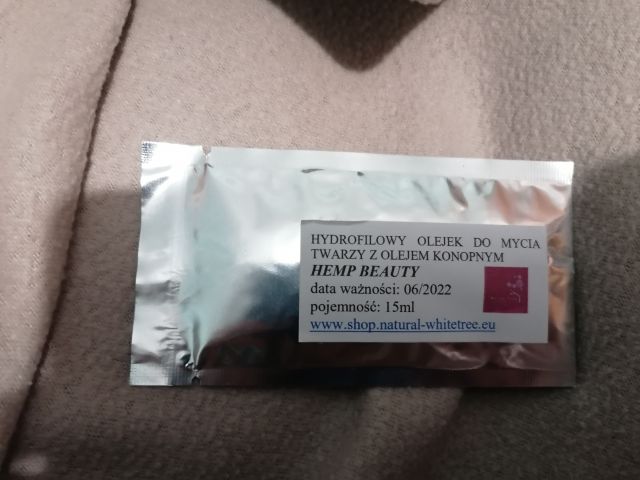 HYDROFILOWY OLEJEK DO MYCIA
TWARZY Z OLEJEM KONOPNYM
HEMP BEAUTY
data ważności: 06/2022
pojemność: 15ml
www.shop.natural-whitetree.eu